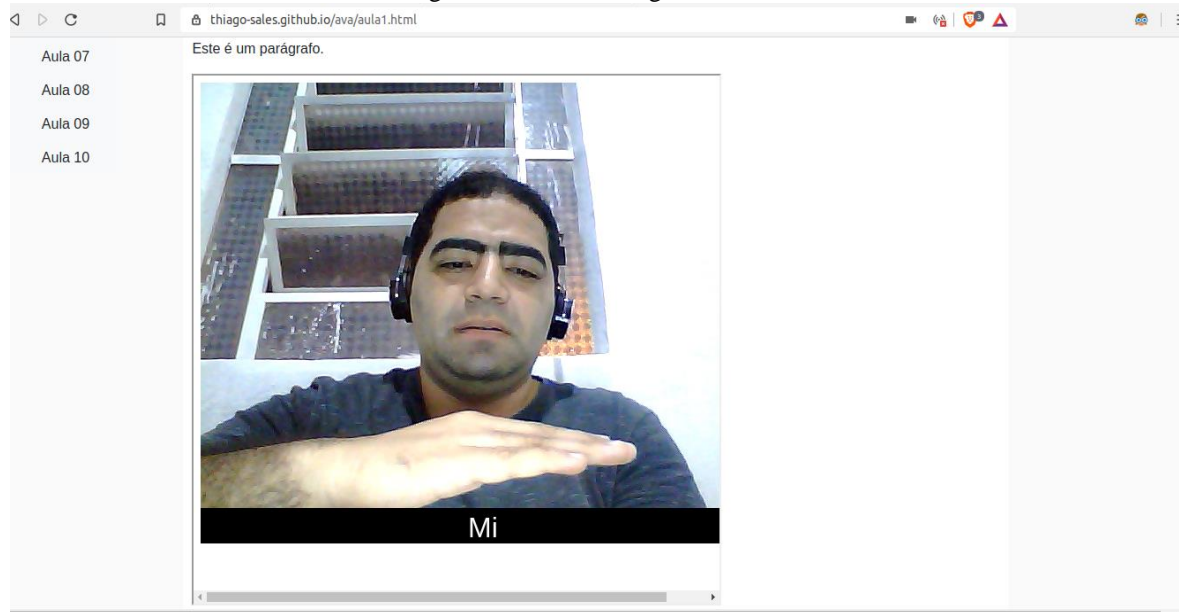 thiago-sales.github.io/ava/aula1.html
Aula 07
Aula 08
Aula 09
Aula 10
Este é um parágrafo.
Mi